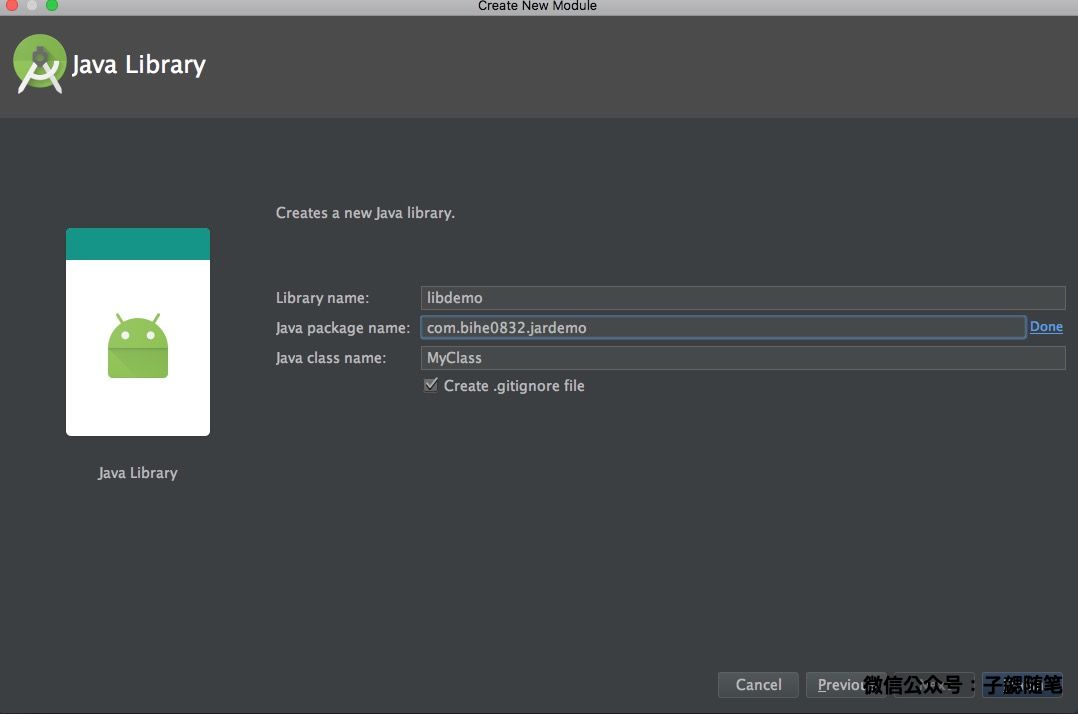 Create New Module
Java Library
Creates a new Java library.
Library name: libdemo
Java package name: com.bihe0832.jardemo Done
Java class name: MyClass
Create .gitignore file
Java Library
Cancel
微信公众号：子勰随笔